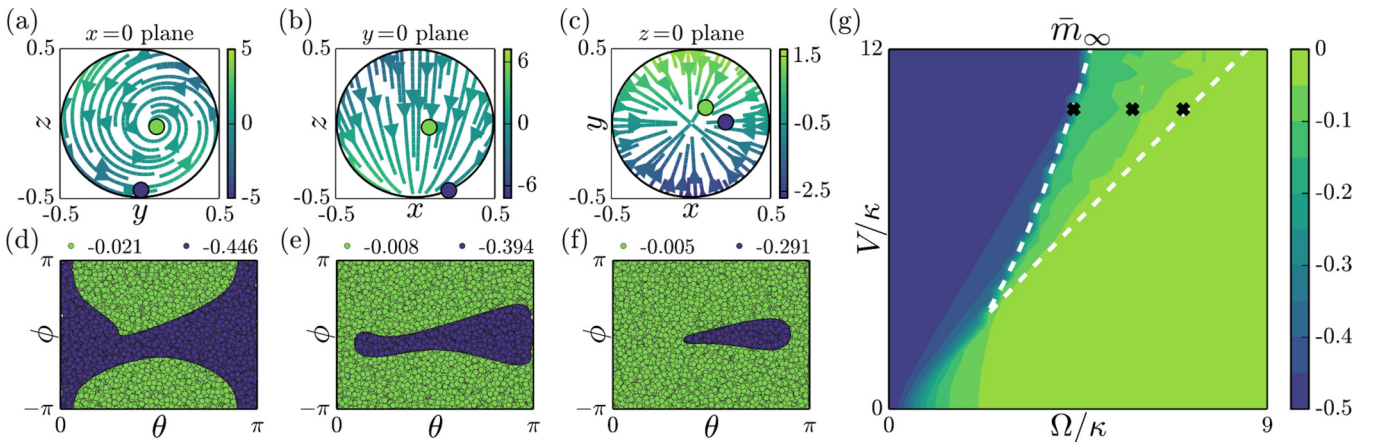 (a)
x=0 plane
0.5
z
-0.5
-0.5
y
0.5
5
0
-5
(b)
y=0 plane
0.5
z
-0.5
-0.5
x
0.5
6
0
-6
(c)
z=0 plane
0.5
y
-0.5
-0.5
x
0.5
1.5
-0.5
-2.5
(d)
-0.021
-0.446
π
ϕ
−π
0
θ
π
(e)
-0.008
-0.394
π
ϕ
−π
0
θ
π
(f)
-0.005
-0.291
π
ϕ
−π
0
θ
π
(g)
m̄∞
12
V/κ
0
0
Ω/κ
9
0
-0.1
-0.2
-0.3
-0.4
-0.5